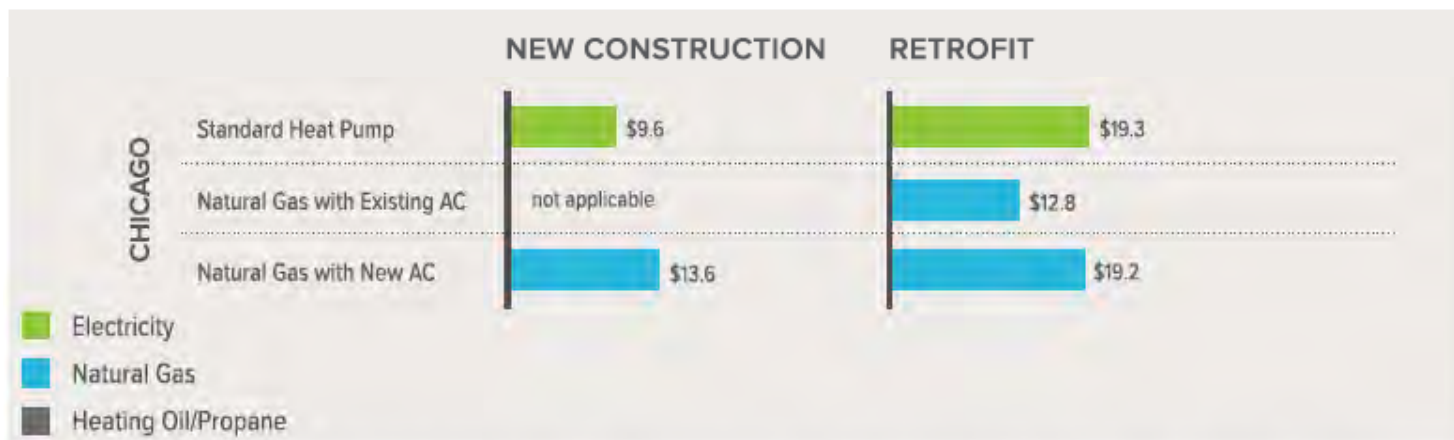 NEW CONSTRUCTION RETROFIT
CHICAGO
Standard Heat Pump $9.6 $19.3
Natural Gas with Existing AC not applicable $12.8
Natural Gas with New AC $13.6 $19.2
Electricity
Natural Gas
Heating Oil/Propane